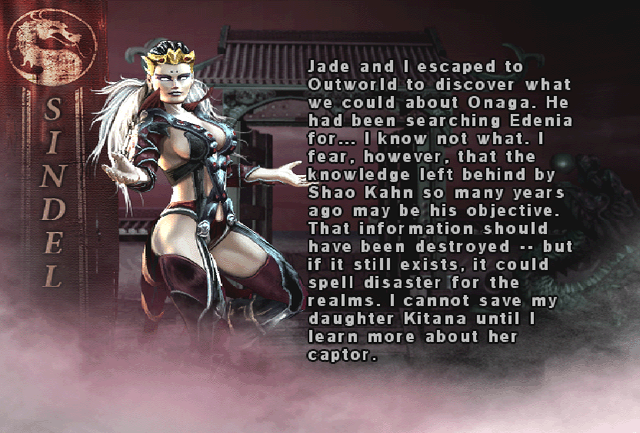 SINDEL
Jade and I escaped to
Outworld to discover what
we could about Onaga. He
had been searching Edenia
for... I know not what. I
fear, however, that the
knowledge left behind by
Shao Kahn so many years
ago may be his objective.
That information should
have been destroyed -- but
if it still exists, it could
spell disaster for the
realms. I cannot save my
daughter Kitana until I
learn more about her
captor.